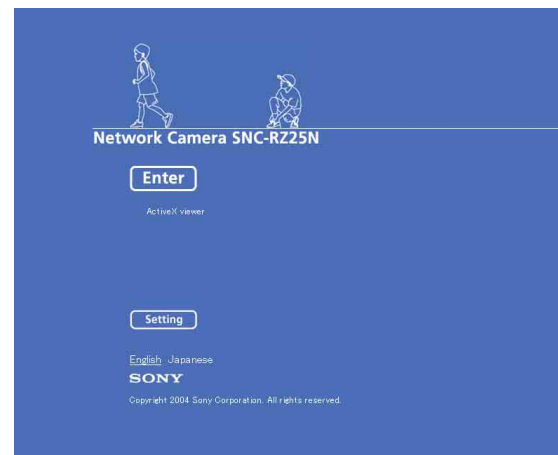 Network Camera SNC-RZ25N
Enter
ActiveX viewer
Setting
English Japanese
SONY
Copyright 2004 Sony Corporation. All rights reserved.